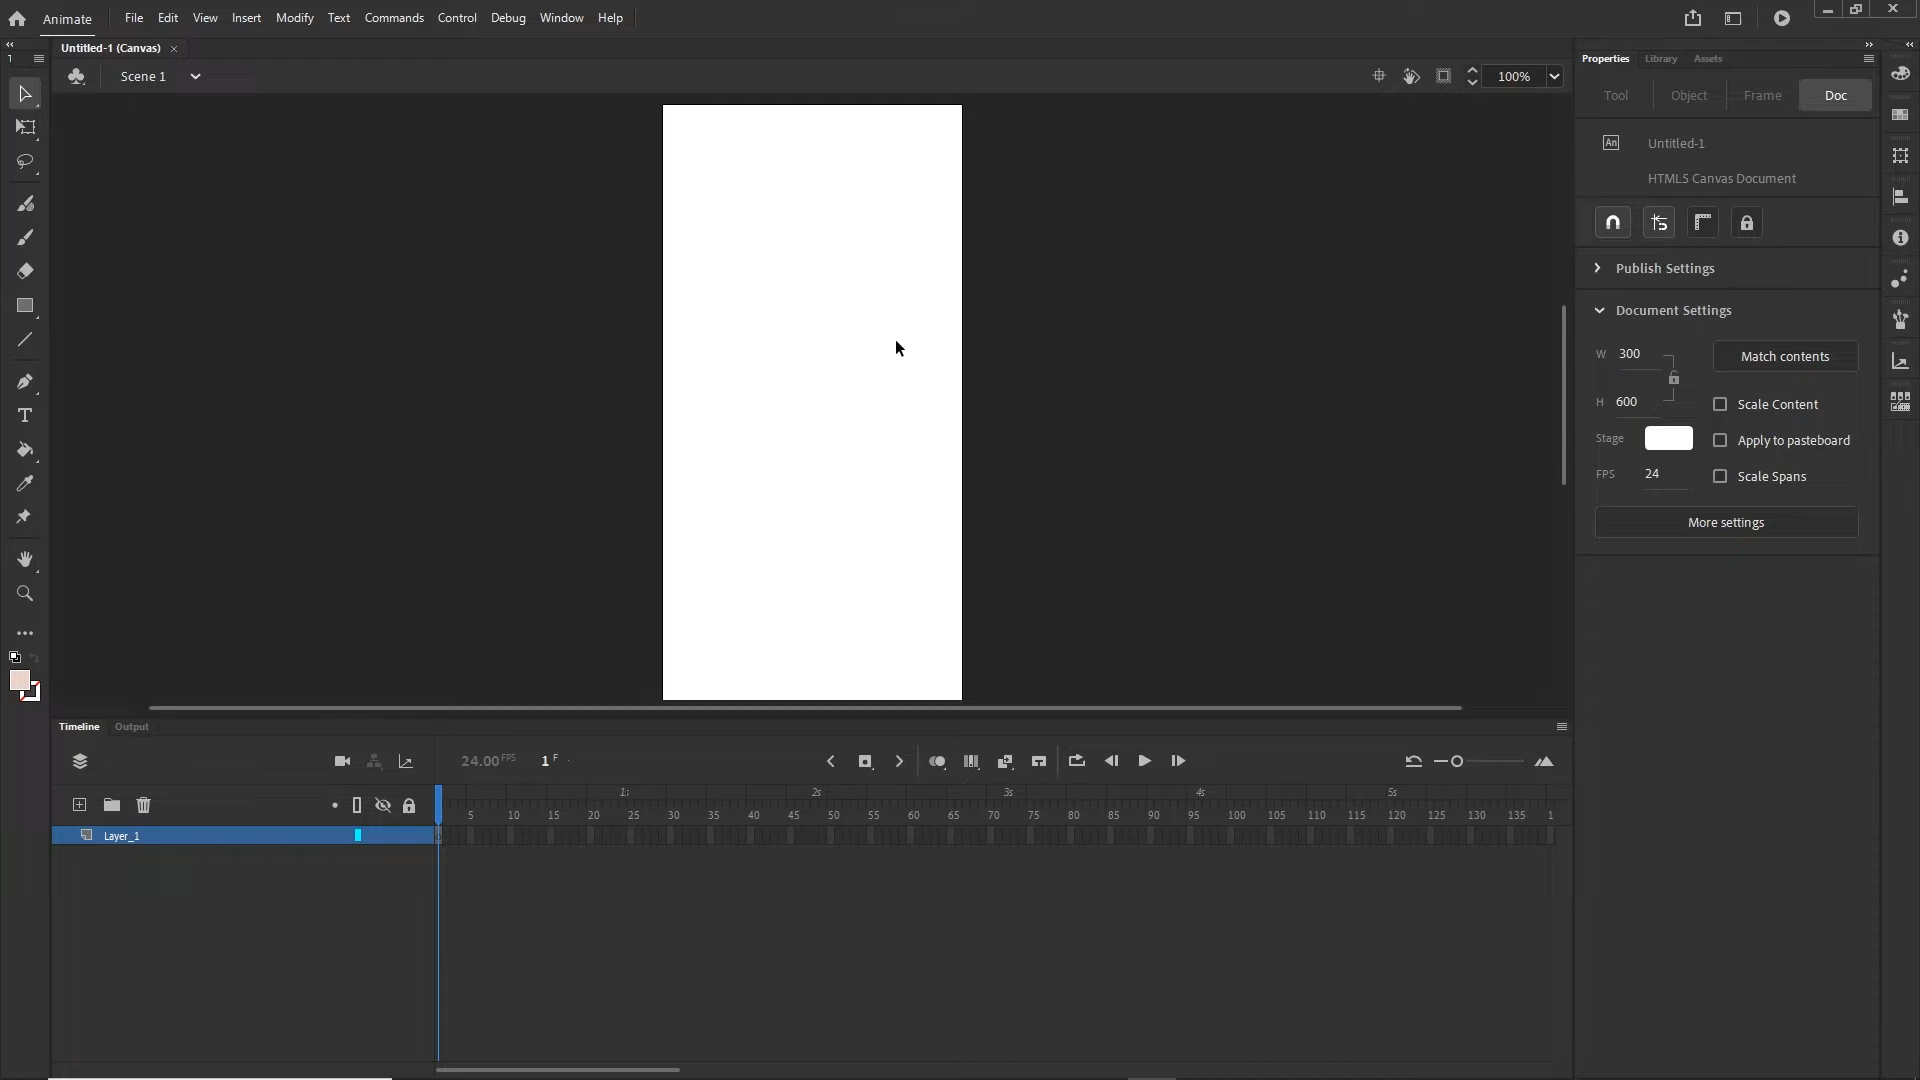 Animate File Edit View Insert Modify Text Commands Control Debug Window Help
Untitled-1 (Canvas)
Scene 1
100%
Properties Library Assets
Tool Object Frame Doc
An Untitled-1
HTML5 Canvas Document
Publish Settings
Document Settings
W 300
Match contents
H 600
Scale Content
Stage
Apply to pasteboard
FPS 24
Scale Spans
More settings
Timeline Output
24.00 FPS 1 F
1s 2s 3s 4s 5s
5 10 15 20 25 30 35 40 45 50 55 60 65 70 75 80 85 90 95 100 105 110 115 120 125 130 135 1
Layer_1